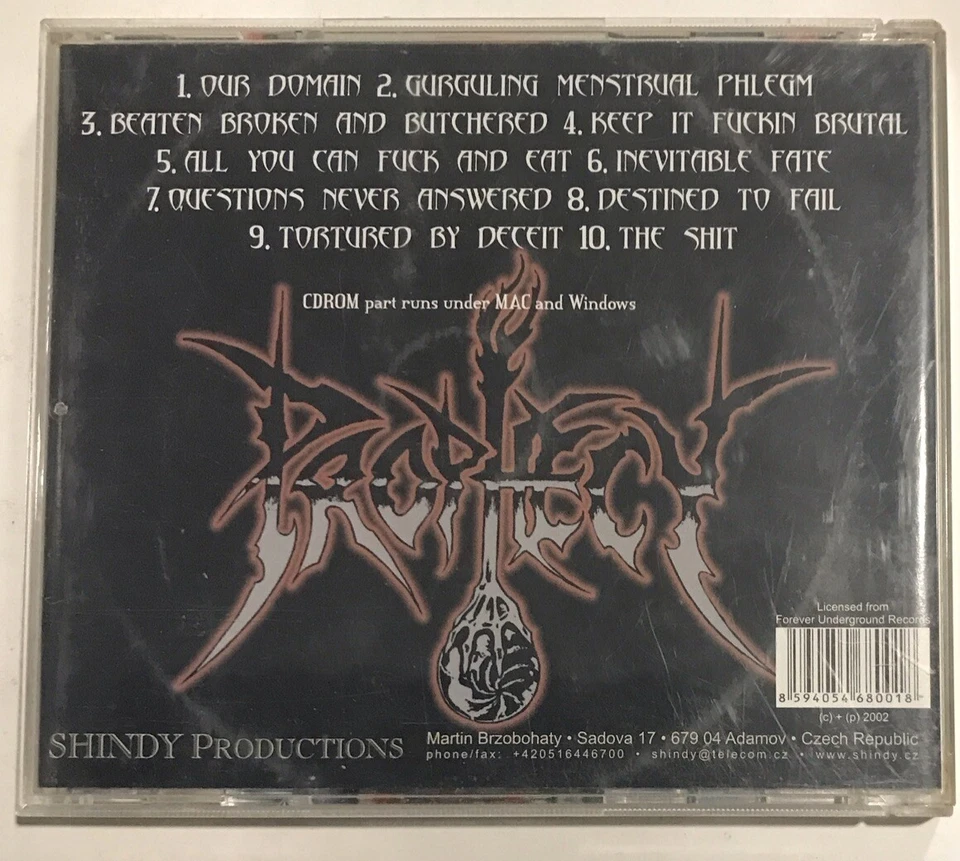 1. OUR DOMAIN 2. GURGULING MENSTRUAL PHLEGM
3. BEATEN BROKEN AND BUTCHERED 4. KEEP IT FUCKIN BRUTAL
5. ALL YOU CAN FUCK AND EAT 6. INEVITABLE FATE
7. QUESTIONS NEVER ANSWERED 8. DESTINED TO FAIL
9. TORTURED BY DECEIT 10. THE SHIT
CDROM part runs under MAC and Windows
PROPHECY
Licensed from
Forever Underground Records
8 594054 680018
(c) + (p) 2002
SHINDY PRODUCTIONS
Martin Brzobohaty • Sadova 17 • 679 04 Adamov • Czech Republic
phone/fax: +420516446700 • shindy@telecom.cz • www.shindy.cz